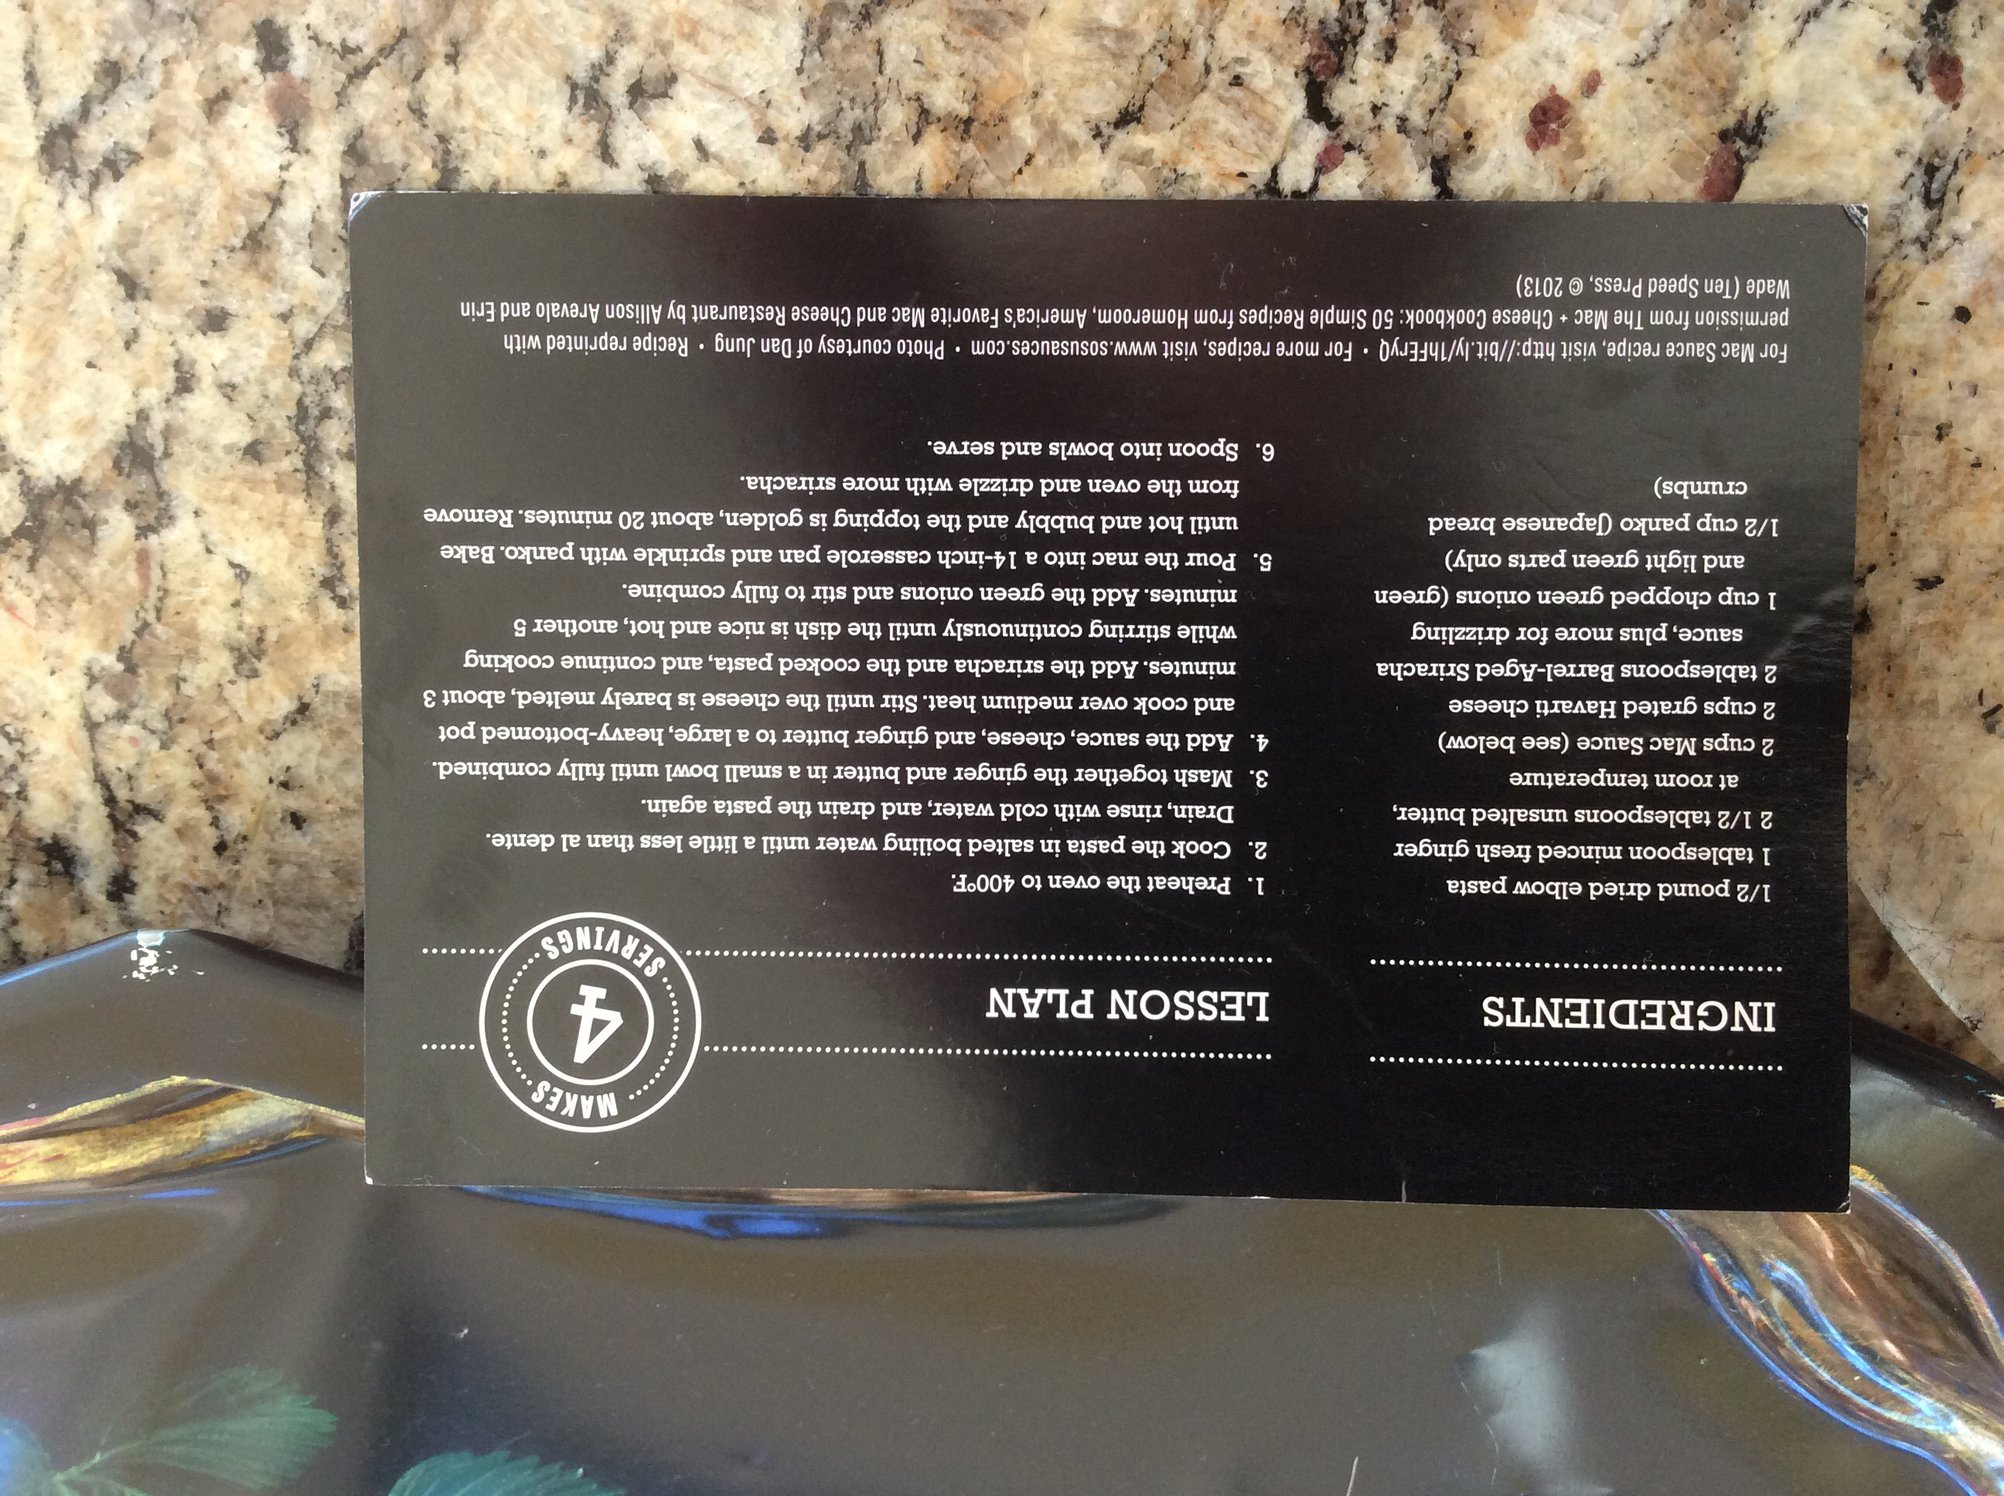 INGREDIENTS
1/2 pound dried elbow pasta
1 tablespoon minced fresh ginger
2 1/2 tablespoons unsalted butter,
at room temperature
2 cups Mac Sauce (see below)
2 cups grated Havarti cheese
2 tablespoons Barrel-Aged Sriracha
sauce, plus more for drizzling
1 cup chopped green onions (green
and light green parts only)
1/2 cup panko (Japanese bread
crumbs)
LESSON PLAN
MAKES
4
SERVINGS
1. Preheat the oven to 400°F.
2. Cook the pasta in salted boiling water until a little less than al dente.
Drain, rinse with cold water, and drain the pasta again.
3. Mash together the ginger and butter in a small bowl until fully combined.
4. Add the sauce, cheese, and ginger butter to a large, heavy-bottomed pot
and cook over medium heat. Stir until the cheese is barely melted, about 3
minutes. Add the sriracha and the cooked pasta, and continue cooking
while stirring continuously until the dish is nice and hot, another 5
minutes. Add the green onions and stir to fully combine.
5. Pour the mac into a 14-inch casserole pan and sprinkle with panko. Bake
until hot and bubbly and the topping is golden, about 20 minutes. Remove
from the oven and drizzle with more sriracha.
6. Spoon into bowls and serve.
For Mac Sauce recipe, visit http://bit.ly/1hFEryQ • For more recipes, visit www.sosusauces.com • Photo courtesy of Dan Jung • Recipe reprinted with
permission from The Mac + Cheese Cookbook: 50 Simple Recipes from Homeroom, America's Favorite Mac and Cheese Restaurant by Allison Arevalo and Erin
Wade (Ten Speed Press, © 2013)